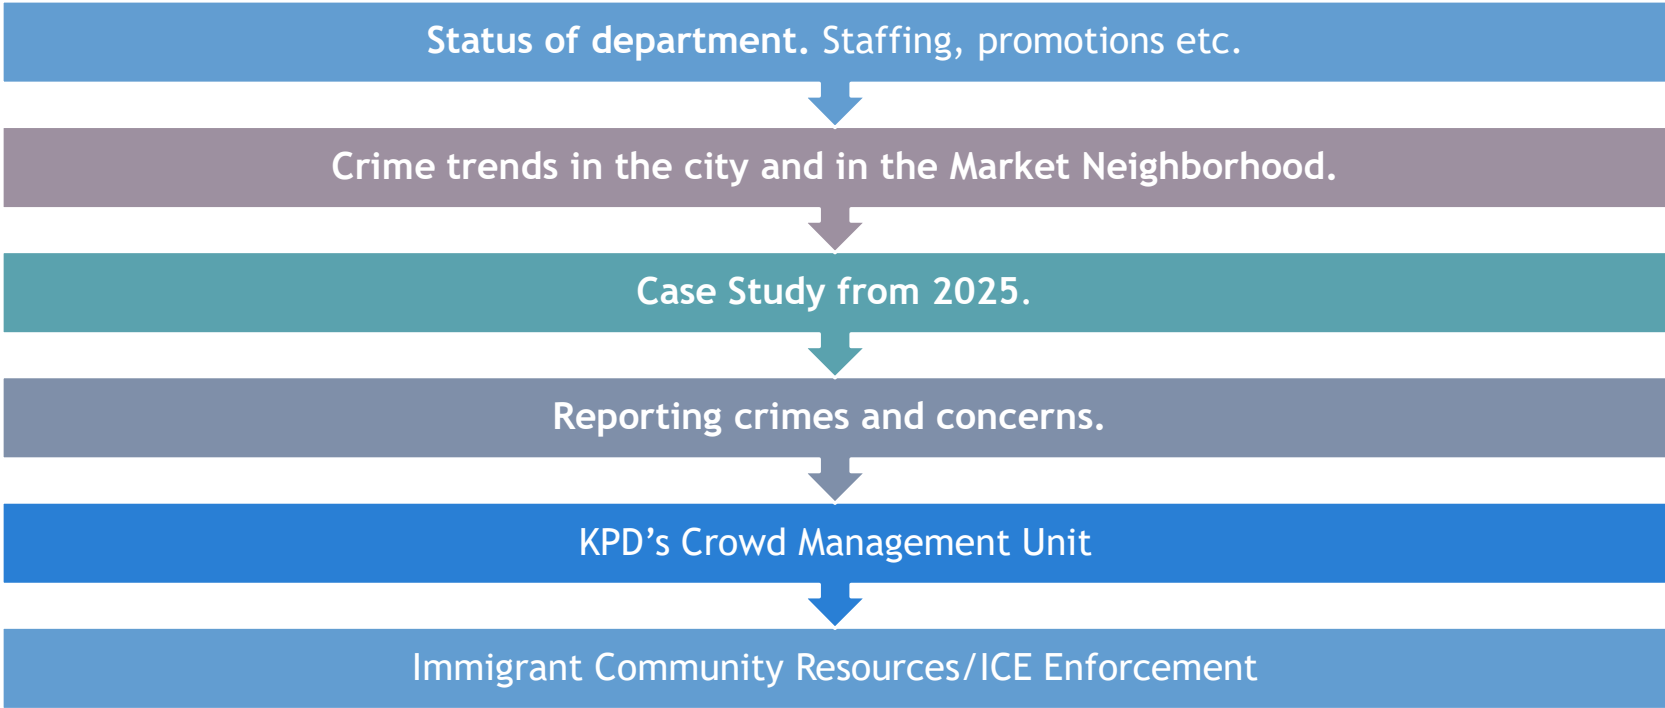 Status of department. Staffing, promotions etc.
Crime trends in the city and in the Market Neighborhood.
Case Study from 2025.
Reporting crimes and concerns.
KPD’s Crowd Management Unit
Immigrant Community Resources/ICE Enforcement